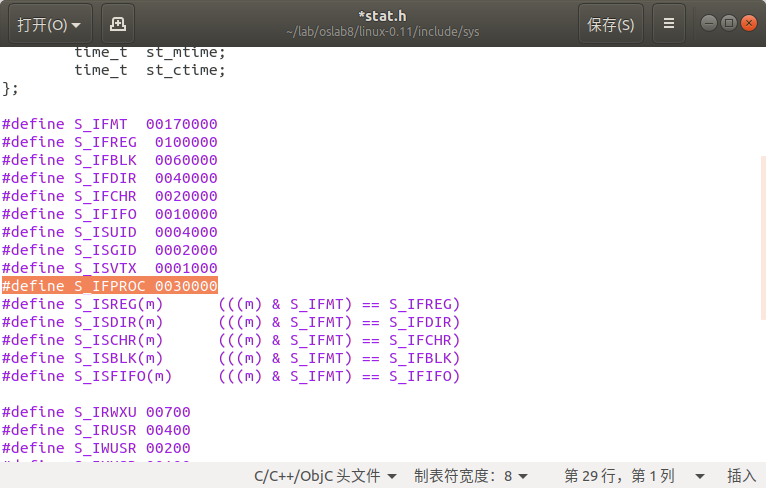 打开(O)
*stat.h
~/lab/oslab8/linux-0.11/include/sys
保存(S)
time_t  st_mtime;
time_t  st_ctime;
};
#define S_IFMT  00170000
#define S_IFREG  0100000
#define S_IFBLK  0060000
#define S_IFDIR  0040000
#define S_IFCHR  0020000
#define S_IFIFO  0010000
#define S_ISUID  0004000
#define S_ISGID  0002000
#define S_ISVTX  0001000
#define S_IFPROC 0030000
#define S_ISREG(m)      (((m) & S_IFMT) == S_IFREG)
#define S_ISDIR(m)      (((m) & S_IFMT) == S_IFDIR)
#define S_ISCHR(m)      (((m) & S_IFMT) == S_IFCHR)
#define S_ISBLK(m)      (((m) & S_IFMT) == S_IFBLK)
#define S_ISFIFO(m)     (((m) & S_IFMT) == S_IFIFO)
#define S_IRWXU 00700
#define S_IRUSR 00400
#define S_IWUSR 00200
C/C++/ObjC 头文件 制表符宽度：8 第 29 行，第 1 列 插入